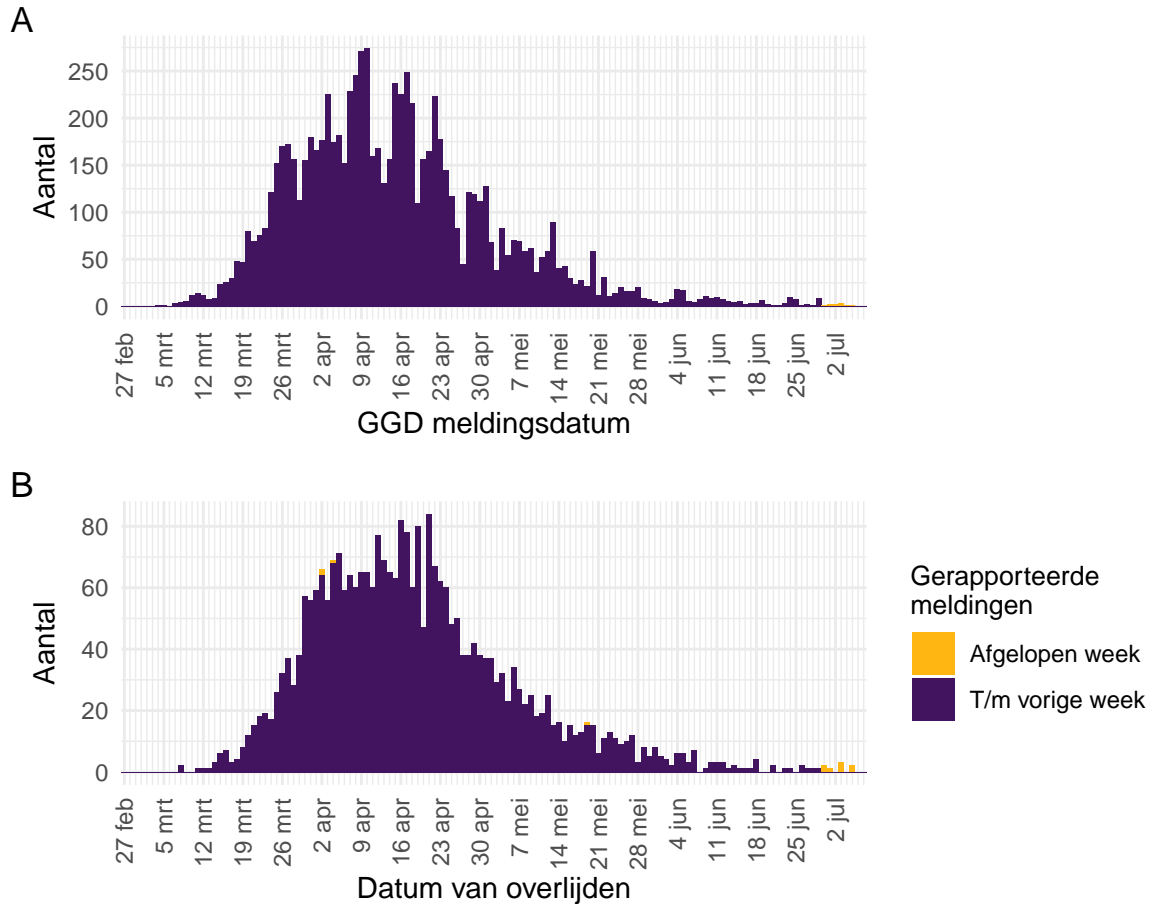 A
250
200
150
100
50
0
Aantal
27 feb
5 mrt
12 mrt
19 mrt
26 mrt
2 apr
9 apr
16 apr
23 apr
30 apr
7 mei
14 mei
21 mei
28 mei
4 jun
11 jun
18 jun
25 jun
2 jul
GGD meldingsdatum
B
80
60
40
20
0
Aantal
27 feb
5 mrt
12 mrt
19 mrt
26 mrt
2 apr
9 apr
16 apr
23 apr
30 apr
7 mei
14 mei
21 mei
28 mei
4 jun
11 jun
18 jun
25 jun
2 jul
Datum van overlijden
Gerapporteerde
meldingen
Afgelopen week
T/m vorige week